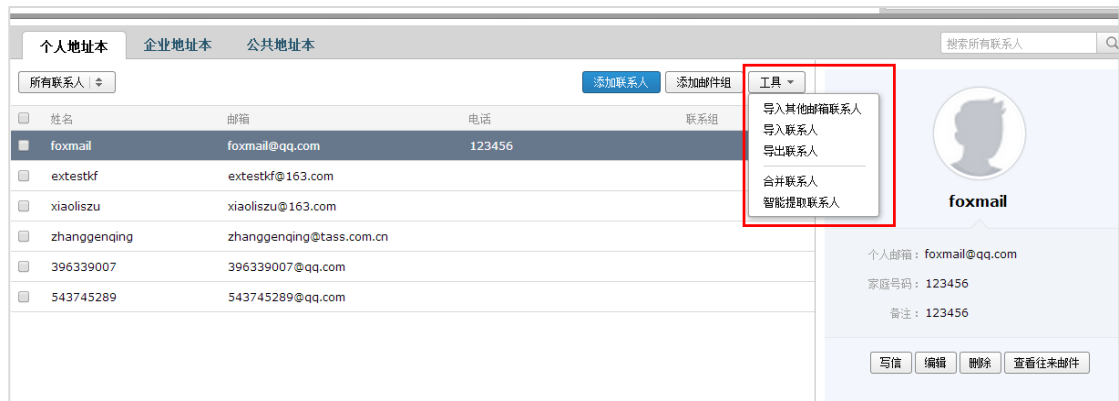 个人地址本 企业地址本 公共地址本 搜索所有联系人
所有联系人 添加联系人 添加邮件组 工具
姓名 邮箱 电话 联系组
foxmail foxmail@qq.com 123456
extestkf extestkf@163.com
xiaoliszu xiaoliszu@163.com
zhanggenqing zhanggenqing@tass.com.cn
396339007 396339007@qq.com
543745289 543745289@qq.com
导入其他邮箱联系人
导入联系人
导出联系人
合并联系人
智能提取联系人
foxmail
个人邮箱：foxmail@qq.com
家庭号码：123456
备注：123456
写信 编辑 删除 查看往来邮件